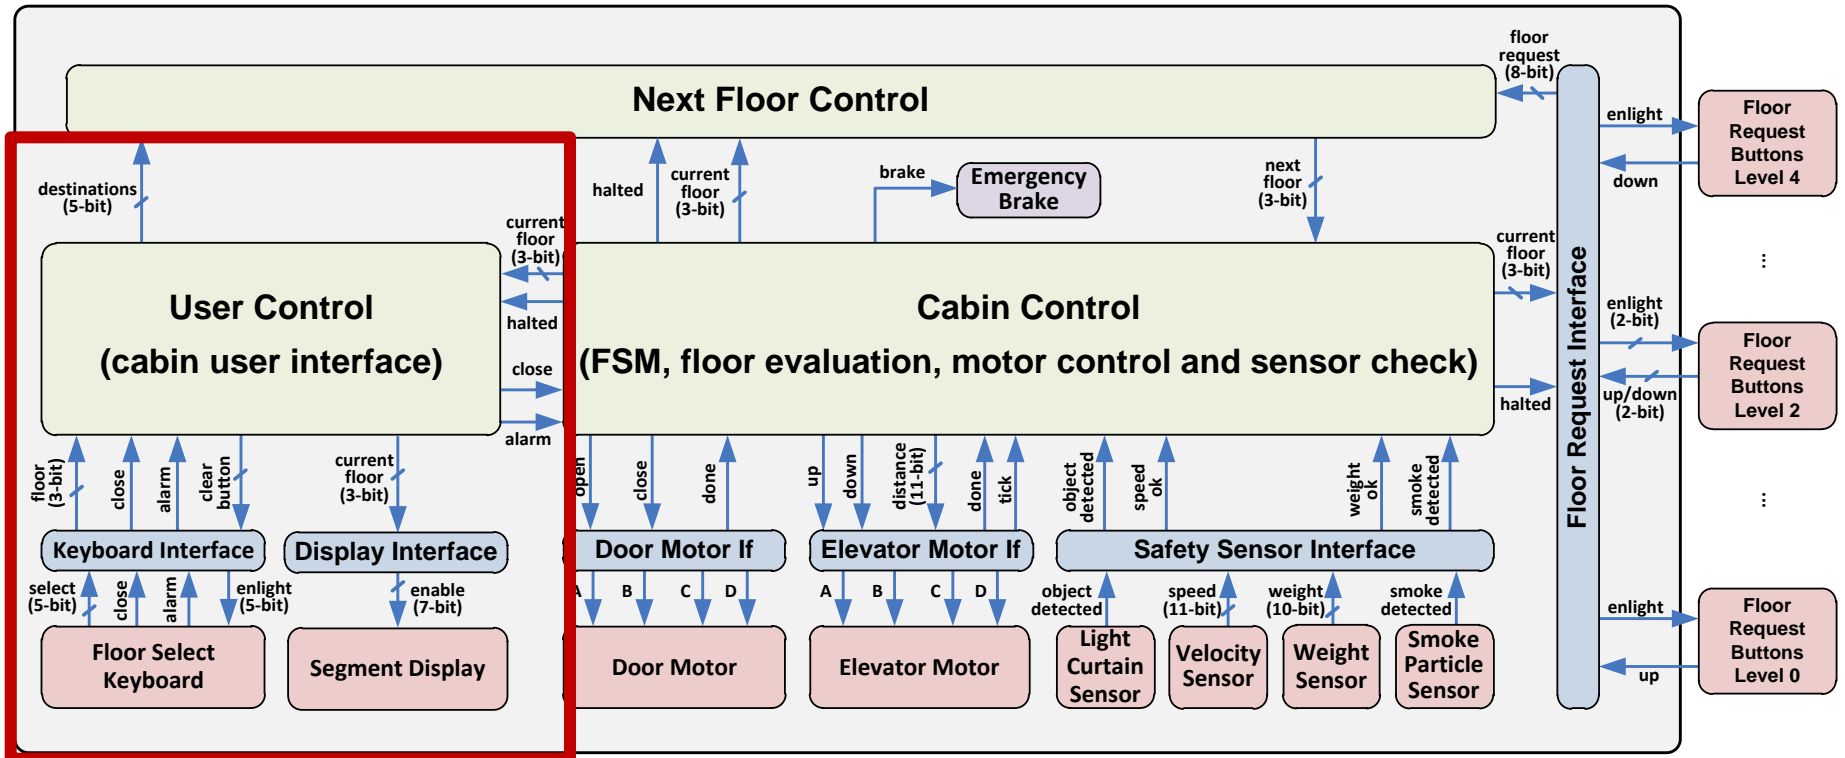 floor
request
(8-bit)
Next Floor Control
enlight
Floor
Request
Buttons
Level 4
down
destinations
(5-bit)
halted
current
floor
(3-bit)
brake
Emergency
Brake
next
floor
(3-bit)
current
floor
(3-bit)
halted
User Control
(cabin user interface)
close
alarm
Cabin Control
(FSM, floor evaluation, motor control and sensor check)
current
floor
(3-bit)
halted
Floor Request Interface
...
enlight
(2-bit)
up/down
(2-bit)
Floor
Request
Buttons
Level 2
...
floor
(3-bit)
close
alarm
clear
button
current
floor
(3-bit)
open
close
done
up
down
distance
(11-bit)
done
tick
object
detected
speed
ok
weight
ok
smoke
detected
Keyboard Interface
Display Interface
Door Motor If
Elevator Motor If
Safety Sensor Interface
select
(5-bit)
close
alarm
enlight
(5-bit)
enable
(7-bit)
A
B
C
D
A
B
C
D
object
detected
speed
(11-bit)
weight
(10-bit)
smoke
detected
enlight
Floor
Request
Buttons
Level 0
up
Floor Select
Keyboard
Segment Display
Door Motor
Elevator Motor
Light
Curtain
Sensor
Velocity
Sensor
Weight
Sensor
Smoke
Particle
Sensor